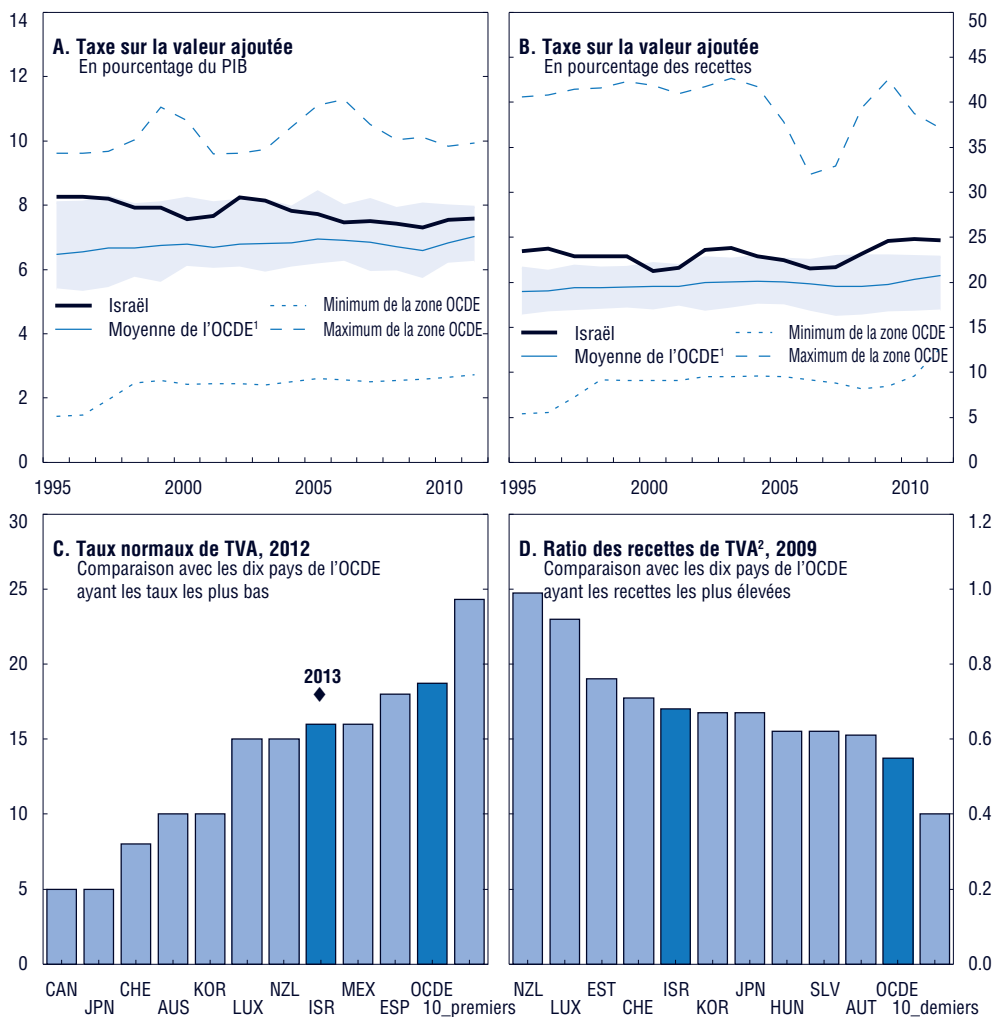 A. Taxe sur la valeur ajoutée
En pourcentage du PIB
14
12
10
8
6
4
2
0
Israël
Moyenne de l'OCDE¹
Minimum de la zone OCDE
Maximum de la zone OCDE
1995
2000
2005
2010
B. Taxe sur la valeur ajoutée
En pourcentage des recettes
50
45
40
35
30
25
20
15
10
5
0
Israël
Moyenne de l'OCDE¹
Minimum de la zone OCDE
Maximum de la zone OCDE
1995
2000
2005
2010
C. Taux normaux de TVA, 2012
Comparaison avec les dix pays de l'OCDE
ayant les taux les plus bas
30
25
20
15
10
5
0
2013
CAN
JPN
CHE
AUS
KOR
LUX
NZL
ISR
MEX
ESP
OCDE
10_premiers
D. Ratio des recettes de TVA², 2009
Comparaison avec les dix pays de l'OCDE
ayant les recettes les plus élevées
1.2
1.0
0.8
0.6
0.4
0.2
0.0
NZL
LUX
EST
CHE
ISR
KOR
JPN
HUN
SLV
AUT
OCDE
10_derniers